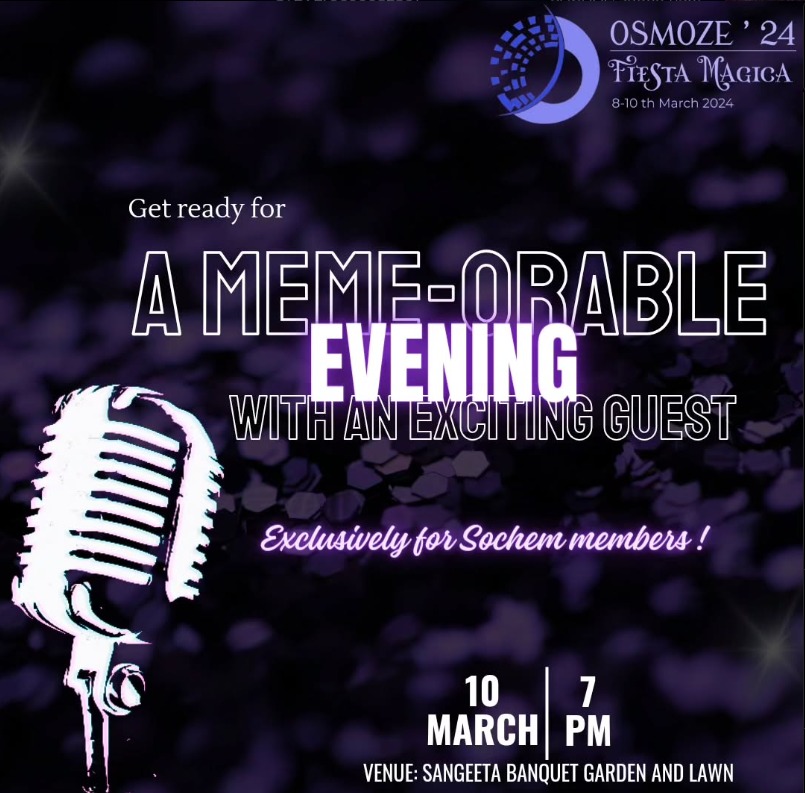 OSMOZE ' 24
FIESTA MAGICA
8-10 th March 2024
Get ready for
A MEME-ORABLE
EVENING
WITH AN EXCITING GUEST
Exclusively for Sochem members !
10 MARCH
7 PM
VENUE: SANGEETA BANQUET GARDEN AND LAWN